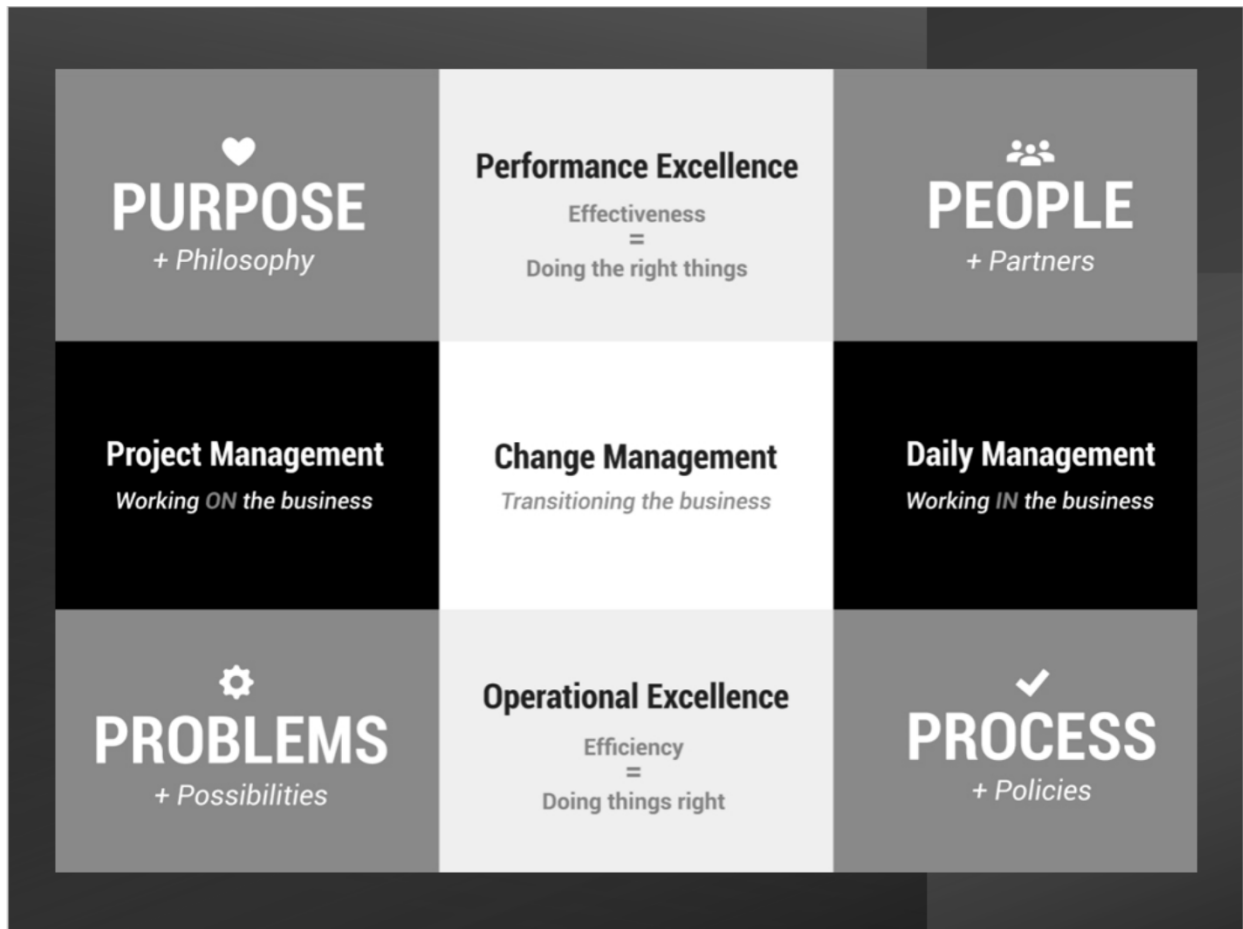 PURPOSE
+ Philosophy
Performance Excellence
Effectiveness
=
Doing the right things
PEOPLE
+ Partners
Project Management
Working ON the business
Change Management
Transitioning the business
Daily Management
Working IN the business
PROBLEMS
+ Possibilities
Operational Excellence
Efficiency
=
Doing things right
PROCESS
+ Policies